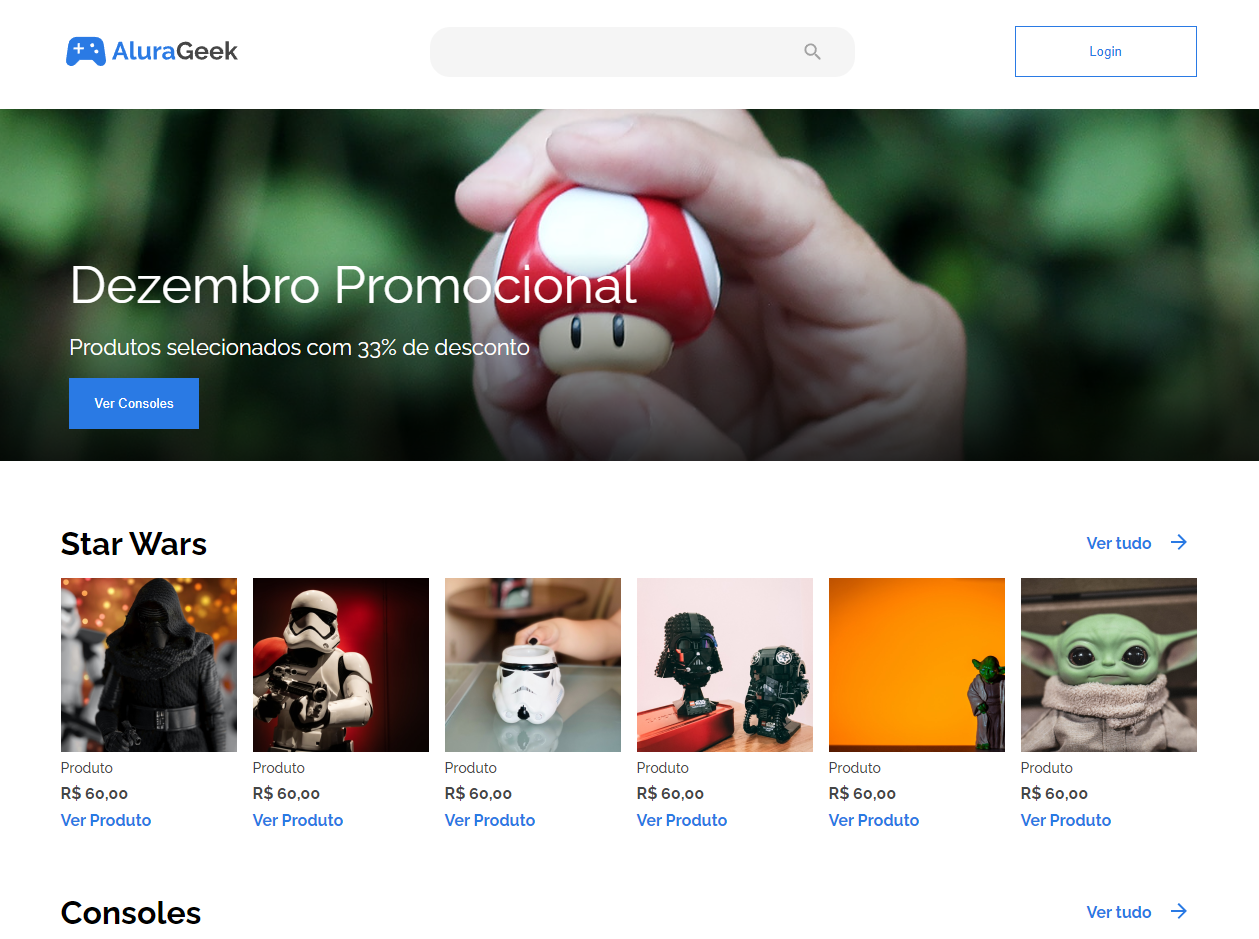 AluraGeek
Login
Dezembro Promocional
Produtos selecionados com 33% de desconto
Ver Consoles
Star Wars
Ver tudo
Produto
R$ 60,00
Ver Produto
Produto
R$ 60,00
Ver Produto
Produto
R$ 60,00
Ver Produto
Produto
R$ 60,00
Ver Produto
Produto
R$ 60,00
Ver Produto
Produto
R$ 60,00
Ver Produto
Consoles
Ver tudo